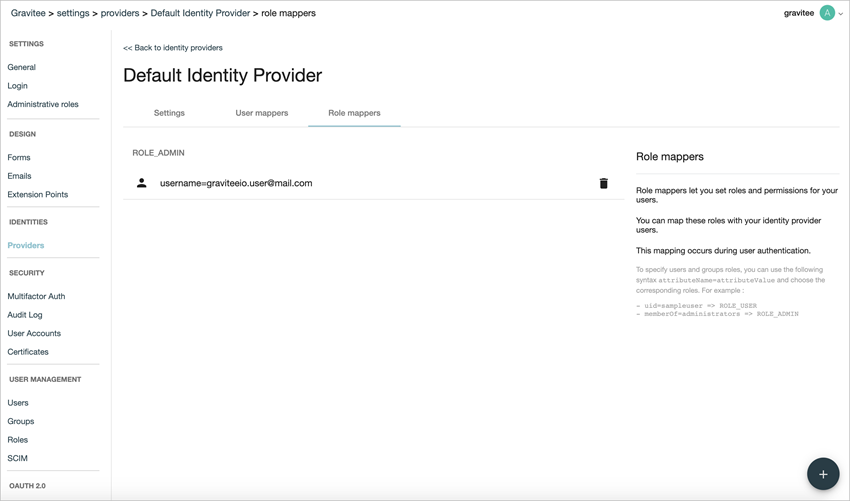 Gravitee > settings > providers > Default Identity Provider > role mappers
gravitee A
SETTINGS
General
Login
Administrative roles
DESIGN
Forms
Emails
Extension Points
IDENTITIES
Providers
SECURITY
Multifactor Auth
Audit Log
User Accounts
Certificates
USER MANAGEMENT
Users
Groups
Roles
SCIM
OAUTH 2.0
<< Back to identity providers
Default Identity Provider
Settings User mappers Role mappers
ROLE_ADMIN
username=graviteeio.user@mail.com
Role mappers
Role mappers let you set roles and permissions for your
users.
You can map these roles with your identity provider
users.
This mapping occurs during user authentication.
To specify users and groups roles, you can use the following
syntax attributeName=attributeValue and choose the
corresponding roles. For example :
- uid=sampleuser => ROLE_USER
- memberOf=administrators => ROLE_ADMIN
+